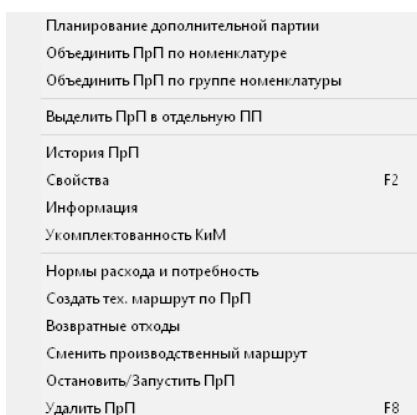 Планирование дополнительной партии
Объединить ПрП по номенклатуре
Объединить ПрП по группе номенклатуры
Выделить ПрП в отдельную ПП
История ПрП
Свойства F2
Информация
Укомплектованность КиМ
Нормы расхода и потребность
Создать тех. маршрут по ПрП
Возвратные отходы
Сменить производственный маршрут
Остановить/Запустить ПрП
Удалить ПрП F8